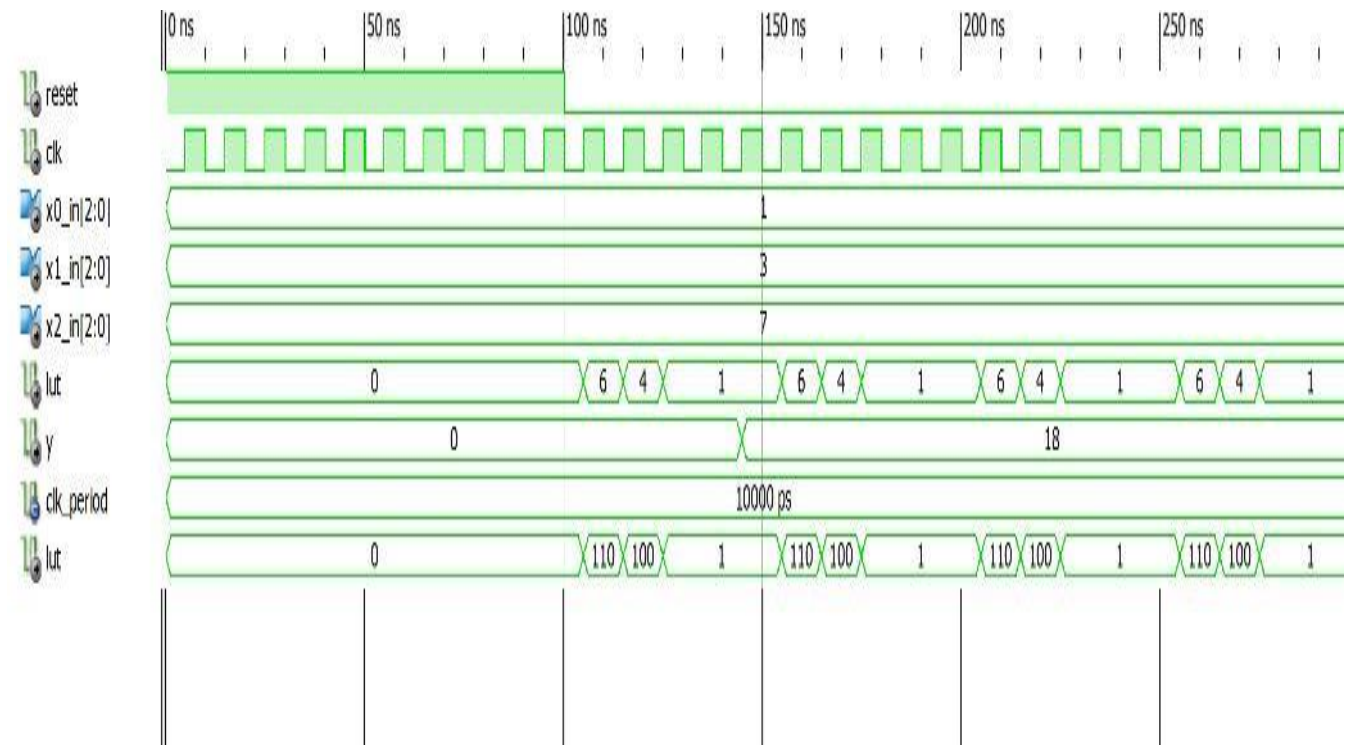 0 ns 50 ns 100 ns 150 ns 200 ns 250 ns
reset
clk
x0_in[2:0] 1
x1_in[2:0] 3
x2_in[2:0] 7
lut 0 6 4 1 6 4 1 6 4 1 6 4 1
y 0 18
clk_period 10000 ps
lut 0 110 100 1 110 100 1 110 100 1 110 100 1